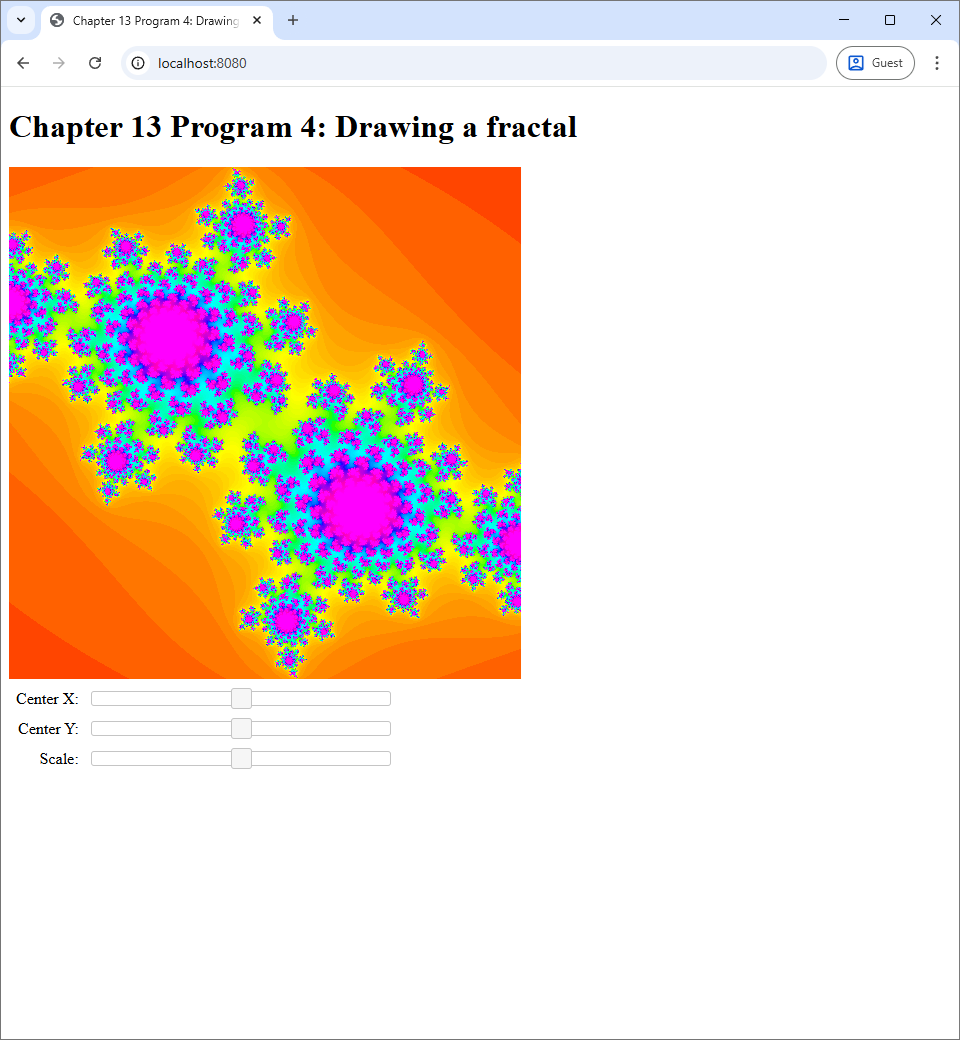 Chapter 13 Program 4: Drawing
localhost:8080
Guest
Chapter 13 Program 4: Drawing a fractal
Center X:
Center Y:
Scale: